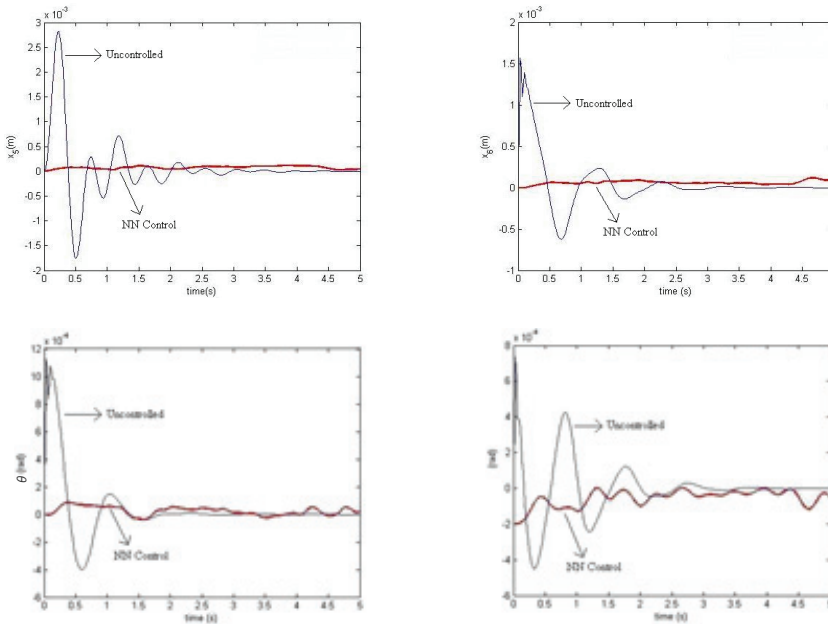 x 10⁻³
3
2.5
2
1.5
1
0.5
0
-0.5
-1
-1.5
-2
x₅(m)
Uncontrolled
NN Control
0 0.5 1 1.5 2 2.5 3 3.5 4 4.5 5
time(s)
x 10⁻³
2
1.5
1
0.5
0
-0.5
-1
x₆(m)
Uncontrolled
NN Control
0 0.5 1 1.5 2 2.5 3 3.5 4 4.5 5
time (s)
x 10⁻⁴
12
10
8
6
4
2
0
-2
-4
-6
θ (rad)
Uncontrolled
NN Control
0 0.5 1 1.5 2 2.5 3 3.5 4 4.5 5
time (s)
x 10⁻⁴
8
6
4
2
0
-2
-4
-6
(rad)
Uncontrolled
NN Control
0 0.5 1 1.5 2 2.5 3 3.5 4 4.5 5
time (s)